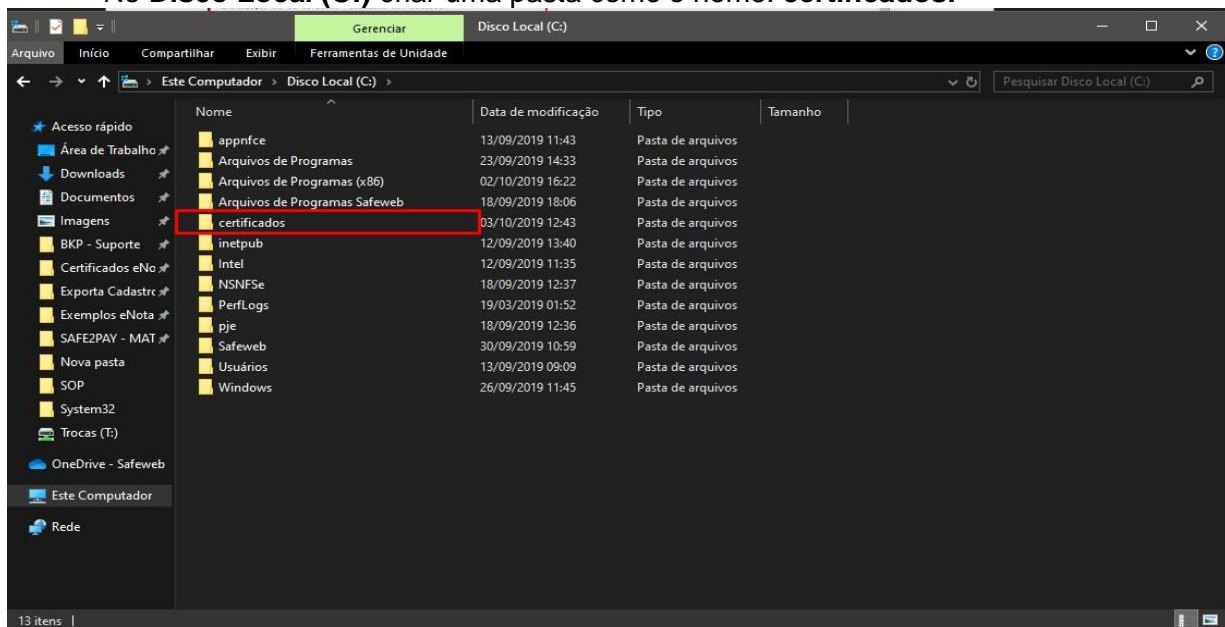 No Disco Local (C:) criar uma pasta como o nome: certificados.
Gerenciar Disco Local (C:)
Arquivo Início Compartilhar Exibir Ferramentas de Unidade
Este Computador Disco Local (C:)
Pesquisar Disco Local (C:)
Nome Data de modificação Tipo Tamanho
Acesso rápido
Área de Trabalho
Downloads
Documentos
Imagens
BKP - Suporte
Certificados eNo
Exporta Cadastrc
Exemplos eNota
SAFE2PAY - MAT
Nova pasta
SOP
System32
Trocas (T:)
OneDrive - Safeweb
Este Computador
Rede
appnfce 13/09/2019 11:43 Pasta de arquivos
Arquivos de Programas 23/09/2019 14:33 Pasta de arquivos
Arquivos de Programas (x86) 02/10/2019 16:22 Pasta de arquivos
Arquivos de Programas Safeweb 18/09/2019 18:06 Pasta de arquivos
certificados 03/10/2019 12:43 Pasta de arquivos
inetpub 12/09/2019 13:40 Pasta de arquivos
Intel 12/09/2019 11:35 Pasta de arquivos
NSNFSe 18/09/2019 12:37 Pasta de arquivos
PerfLogs 19/03/2019 01:52 Pasta de arquivos
pje 18/09/2019 12:36 Pasta de arquivos
Safeweb 30/09/2019 10:59 Pasta de arquivos
Usuários 13/09/2019 09:09 Pasta de arquivos
Windows 26/09/2019 11:45 Pasta de arquivos
13 itens